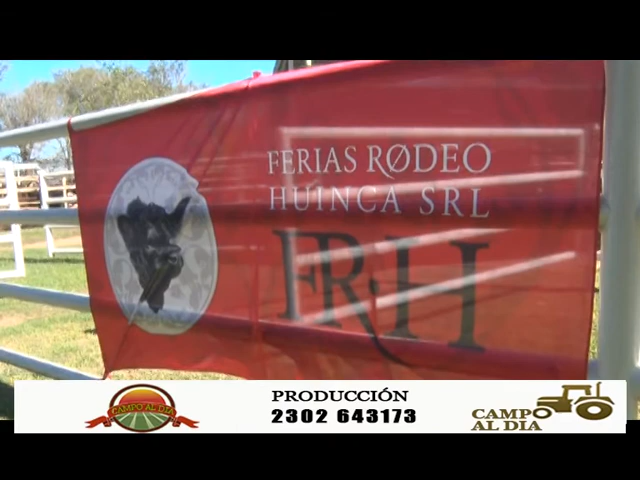 FERIAS RØDEO
HUINCA SRL
FRH
CAMPO AL DIA
PRODUCCIÓN
2302 643173
CAMPO
AL DIA